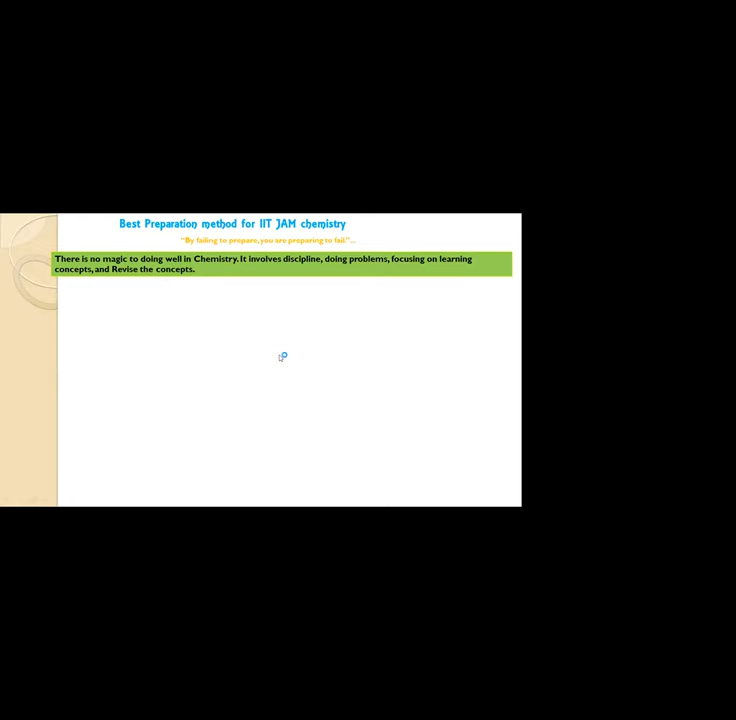 Best Preparation method for IIT JAM chemistry
"By failing to prepare, you are preparing to fail"...
There is no magic to doing well in Chemistry. It involves discipline, doing problems, focusing on learning
concepts, and Revise the concepts.